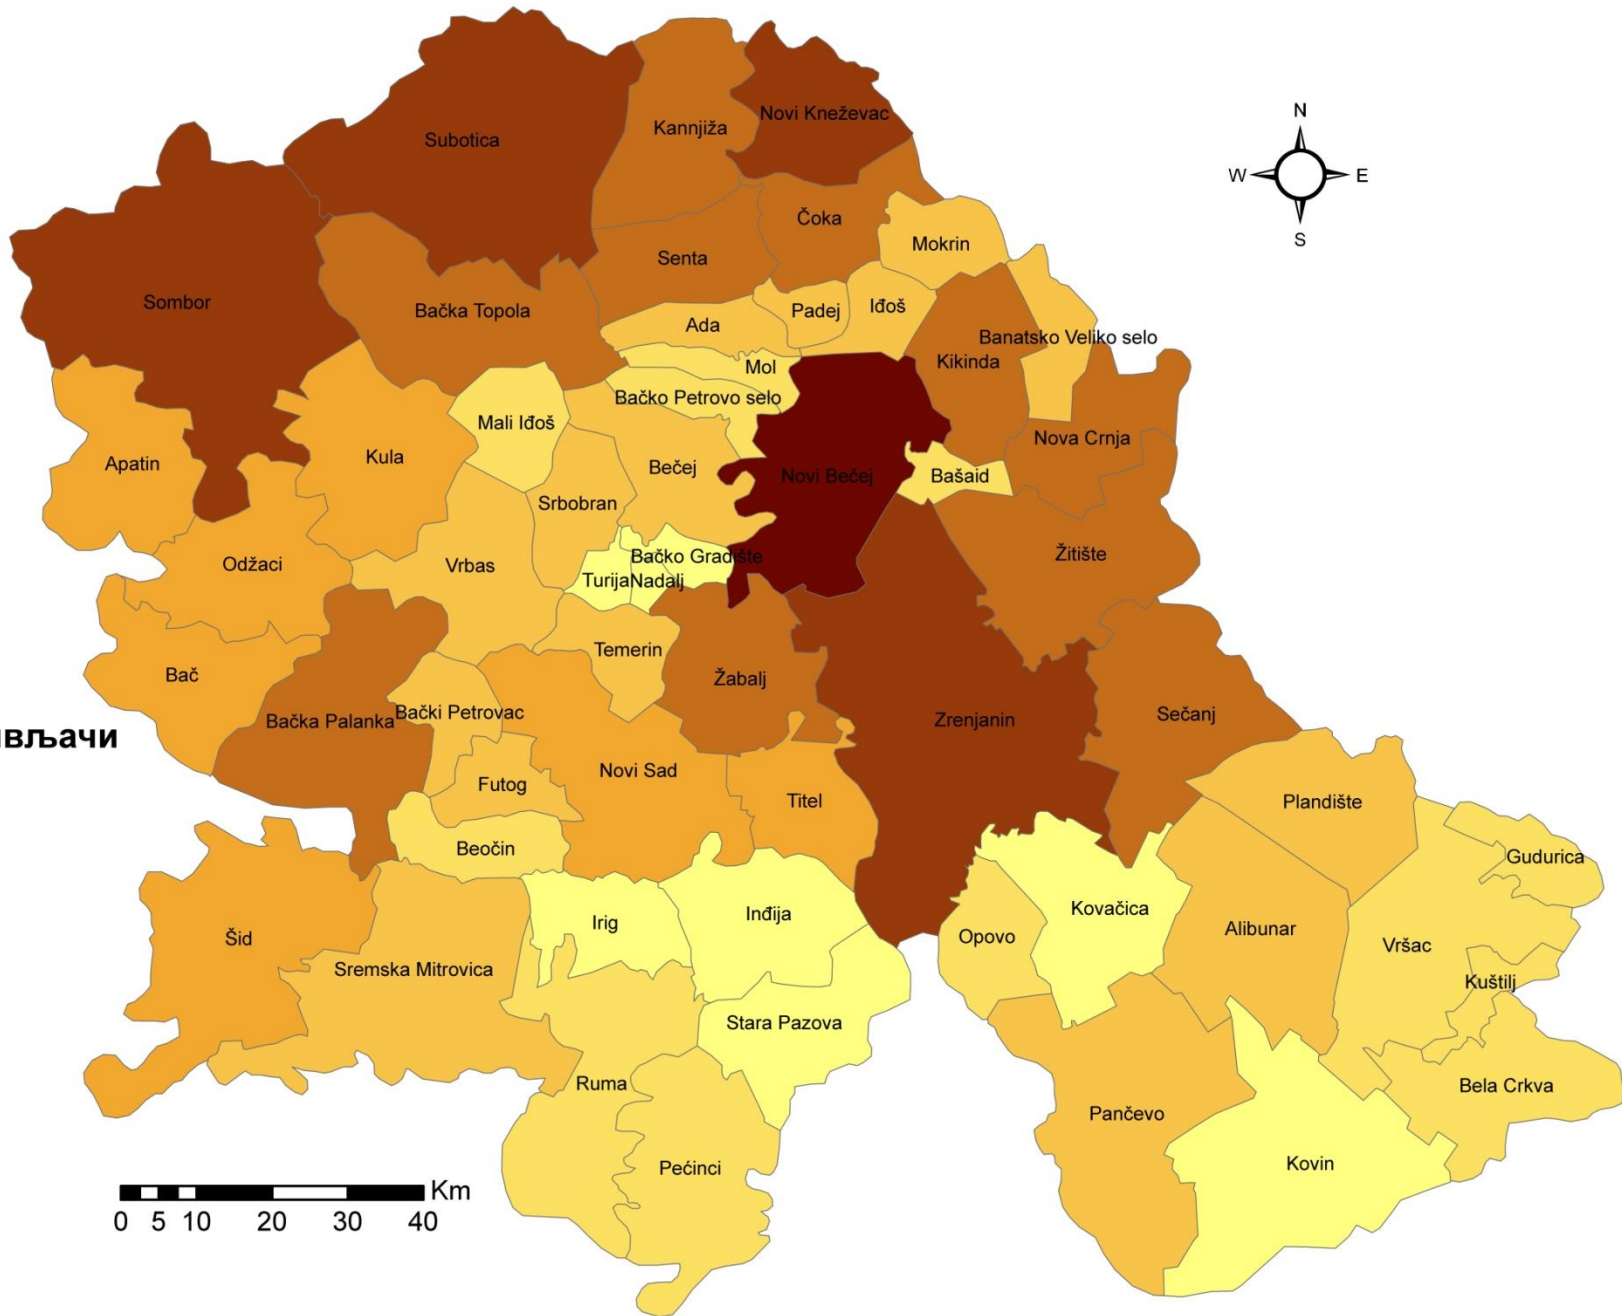 N
W E
S
Subotica
Kannjiža
Novi Kneževac
Čoka
Mokrin
Senta
Sombor
Bačka Topola
Ada
Padej
Iđoš
Banatsko Veliko selo
Kikinda
Mol
Bačko Petrovo selo
Mali Iđoš
Nova Crnja
Apatin
Kula
Bečej
Novi Bečej
Bašaid
Srbobran
Odžaci
Vrbas
Bačko Gradište
Turija
Nadalj
Žitište
Temerin
Bač
Žabalj
Bačka Palanka
Bački Petrovac
Zrenjanin
Sečanj
Novi Sad
Futog
Titel
Plandište
Beočin
Gudurica
Šid
Irig
Inđija
Kovačica
Opovo
Alibunar
Vršac
Sremska Mitrovica
Kuštilj
Stara Pazova
Ruma
Bela Crkva
Pančevo
Pećinci
Kovin
Km
0 5 10 20 30 40